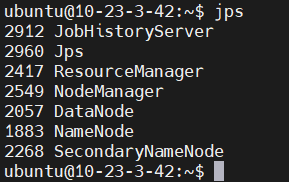 ubuntu@10-23-3-42:~$ jps
2912 JobHistoryServer
2960 Jps
2417 ResourceManager
2549 NodeManager
2057 DataNode
1883 NameNode
2268 SecondaryNameNode
ubuntu@10-23-3-42:~$